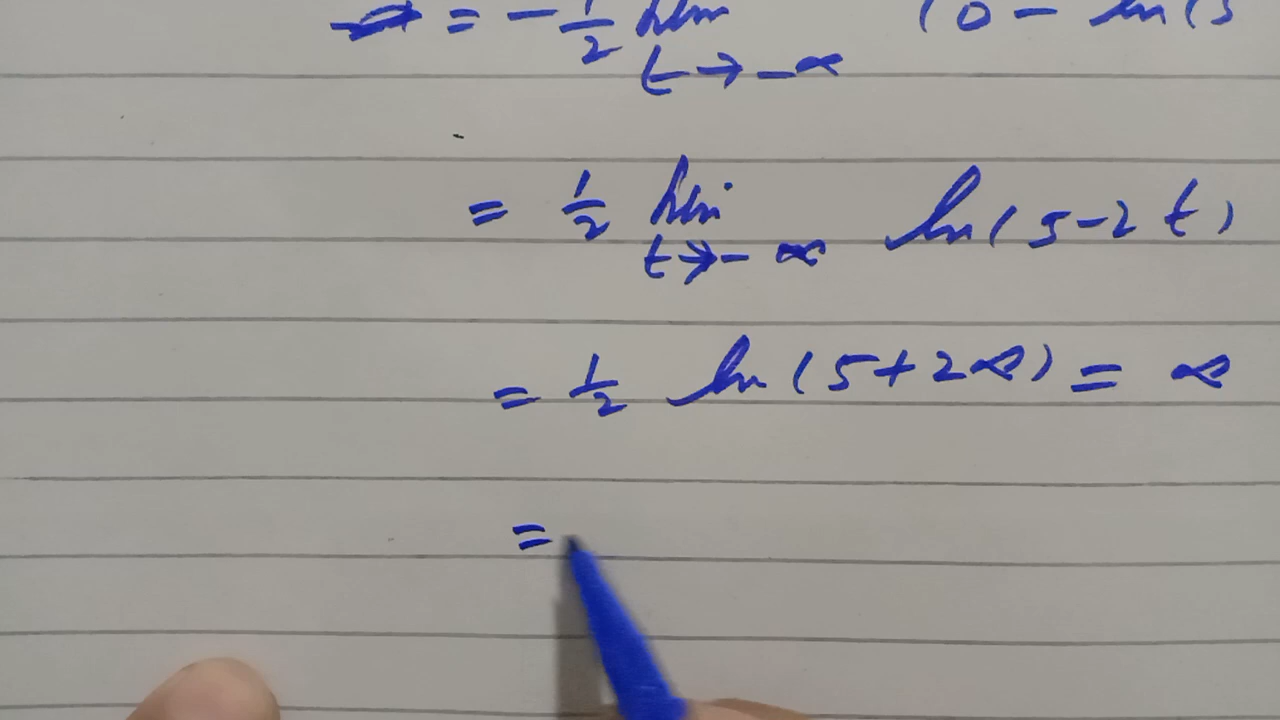 = -1/2 lim (0 - ln(5
t → -∞
= 1/2 lim ln(5-2t)
t → -∞
= 1/2 ln(5+2∞) = ∞
=